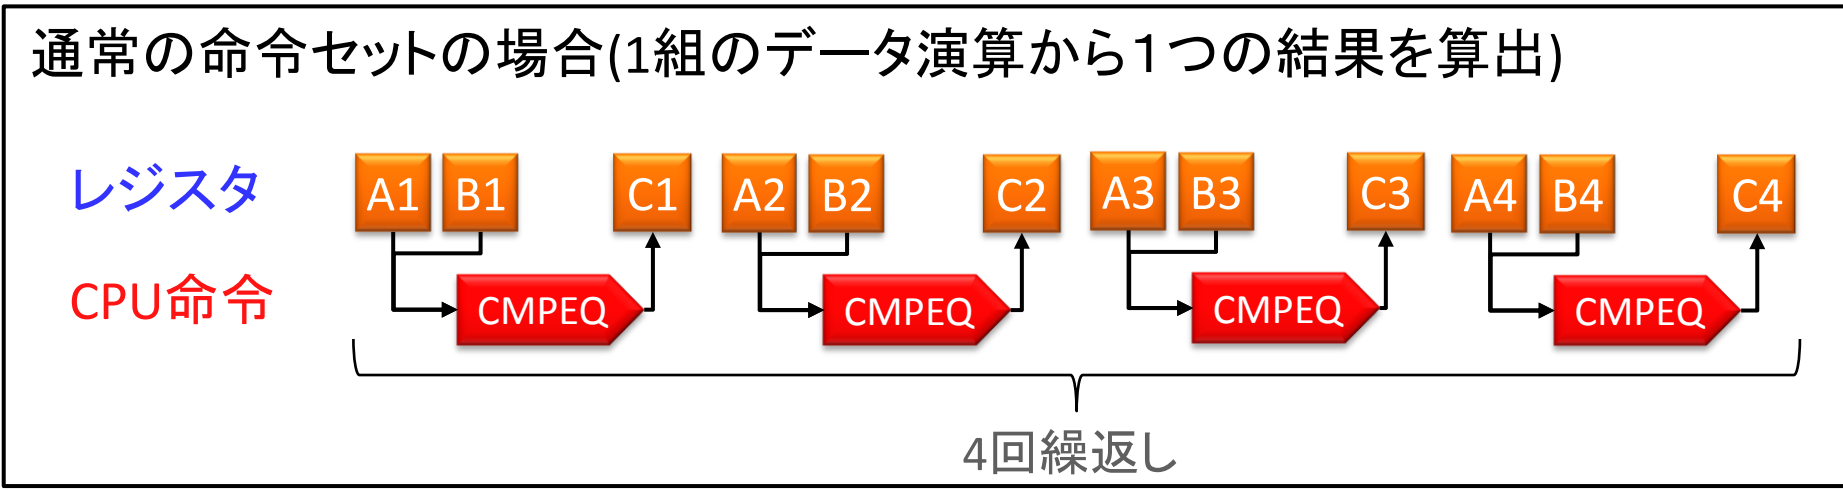 通常の命令セットの場合(1組のデータ演算から１つの結果を算出)
レジスタ A1 B1 C1 A2 B2 C2 A3 B3 C3 A4 B4 C4
CPU命令 CMPEQ CMPEQ CMPEQ CMPEQ
4回繰返し